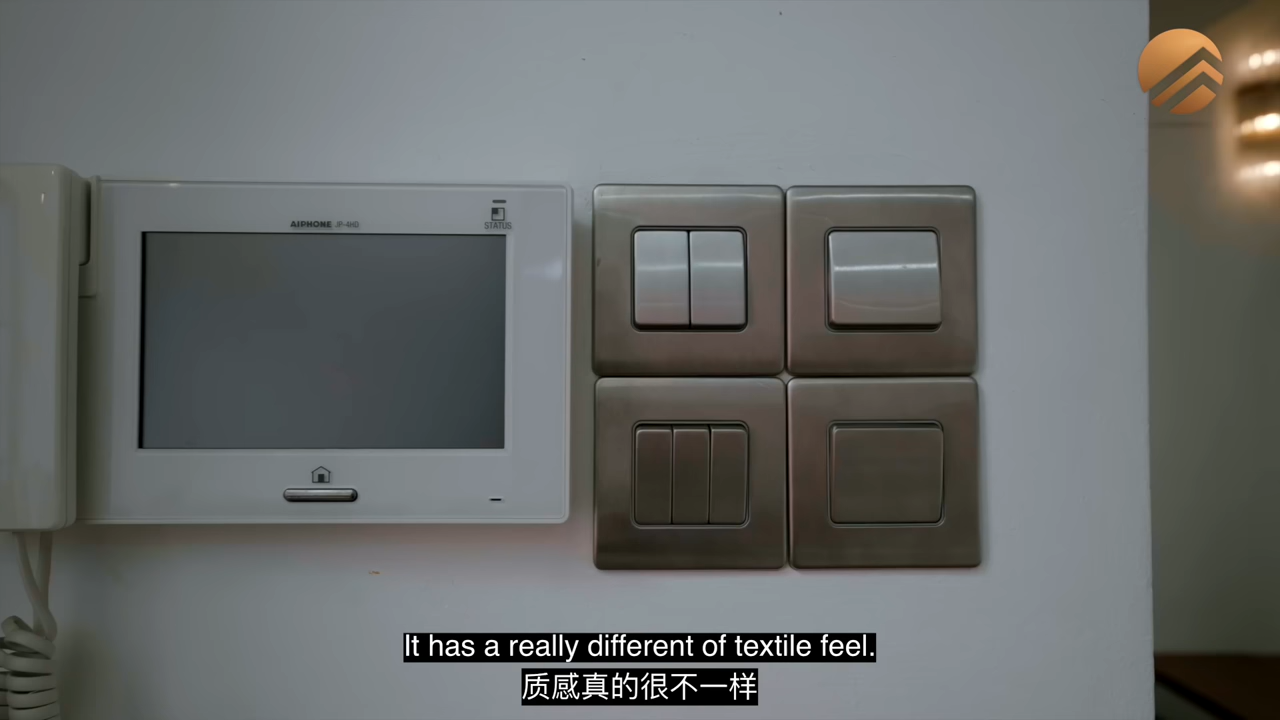 AIPHONE JP-4HD
STATUS
It has a really different of textile feel.
质感真的很不一样